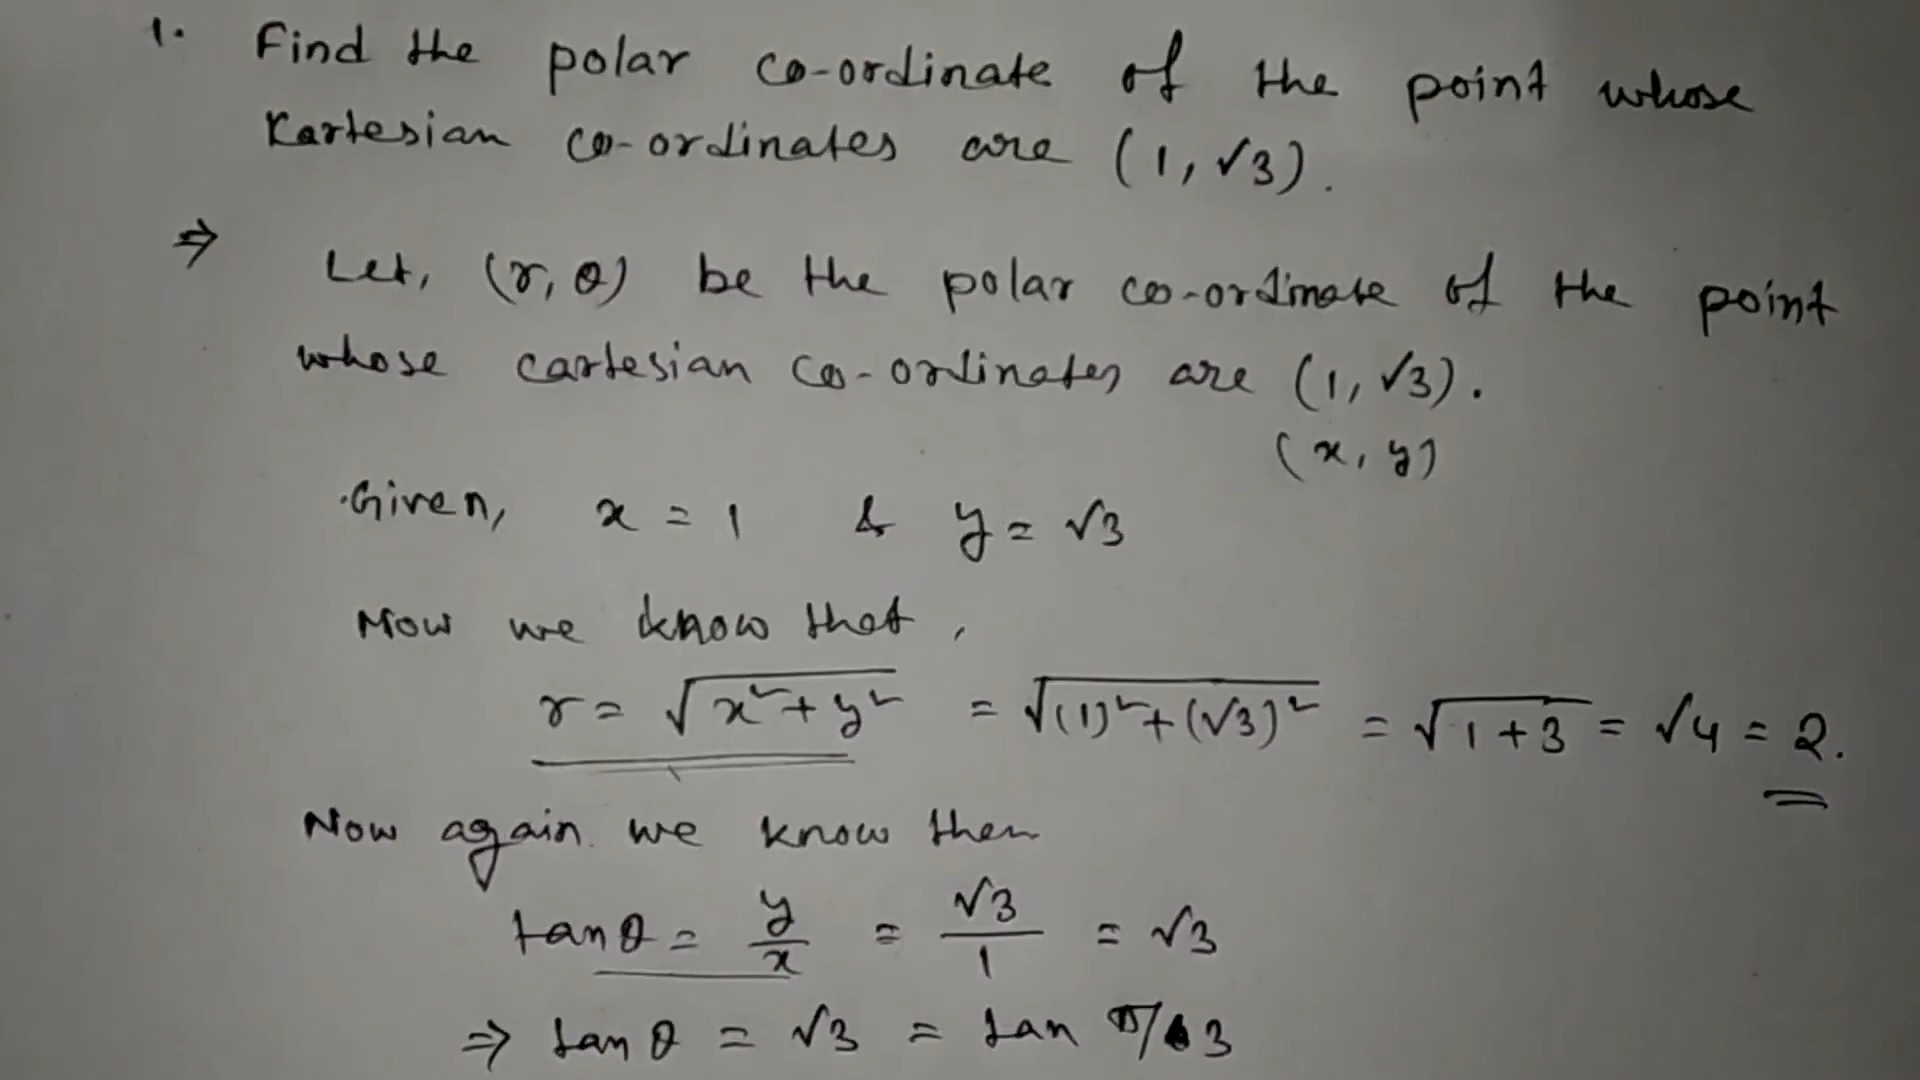 1. Find the polar co-ordinate of the point whose
Kartesian co-ordinates are (1, √3).
⇒ Let, (r, θ) be the polar co-ordinate of the point
whose cartesian co-ordinates are (1, √3).
(x, y)
Given, x = 1 & y = √3
Now we know that,
r = √(x² + y²) = √((1)² + (√3)²) = √(1+3) = √4 = 2.
Now again we know then
tan θ = y/x = √3/1 = √3
⇒ tan θ = √3 = tan π/3